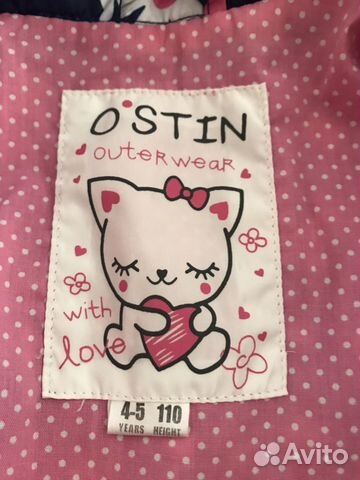 O'STIN
outerwear
with
love
4-5 110
YEARS HEIGHT
Avito